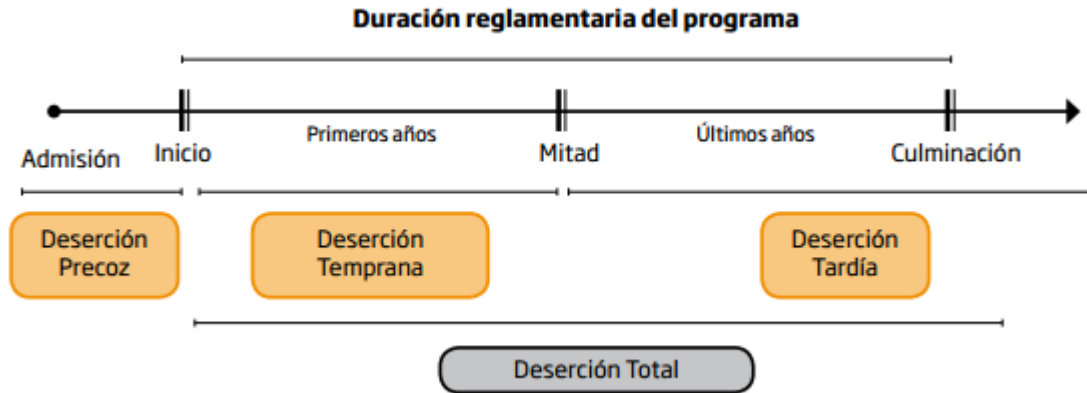 Duración reglamentaria del programa
Primeros años
Últimos años
Admisión
Inicio
Mitad
Culminación
Deserción
Precoz
Deserción
Temprana
Deserción
Tardía
Deserción Total